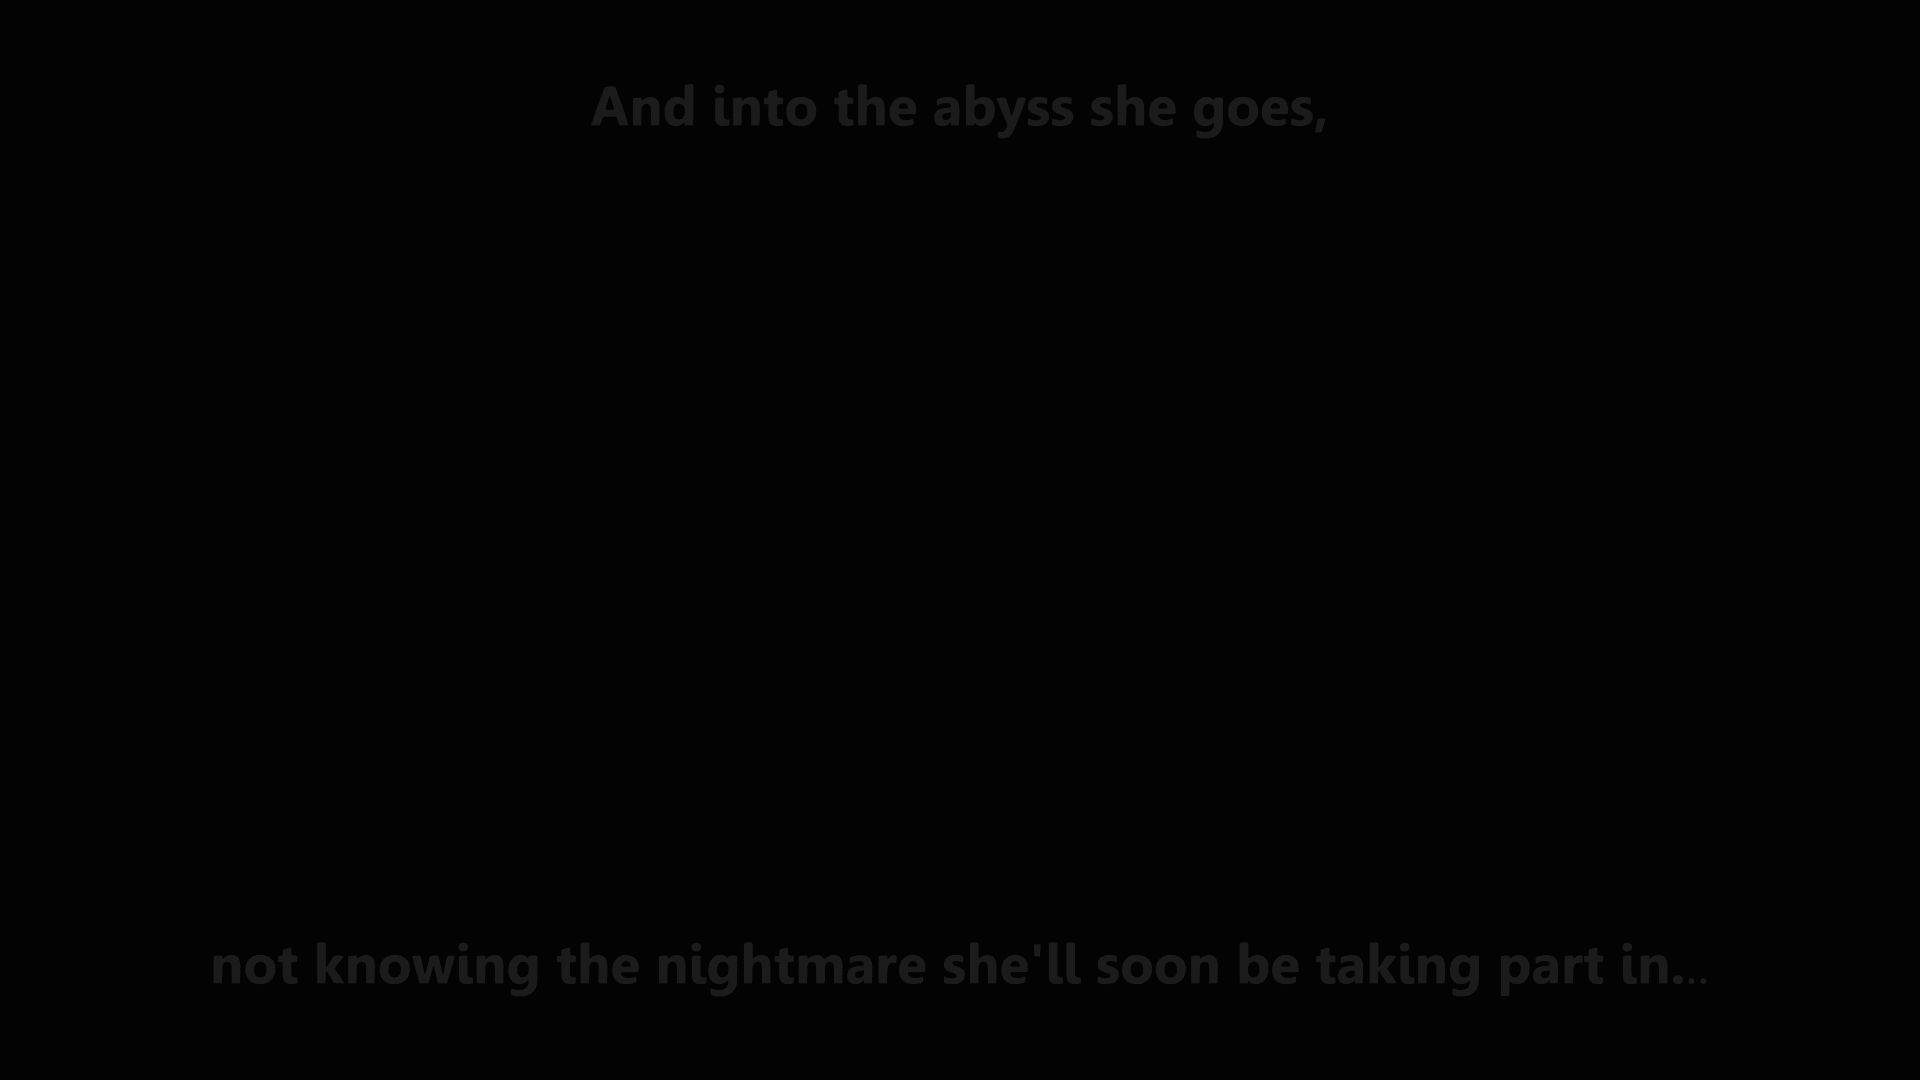 And into the abyss she goes,
not knowing the nightmare she'll soon be taking part in...